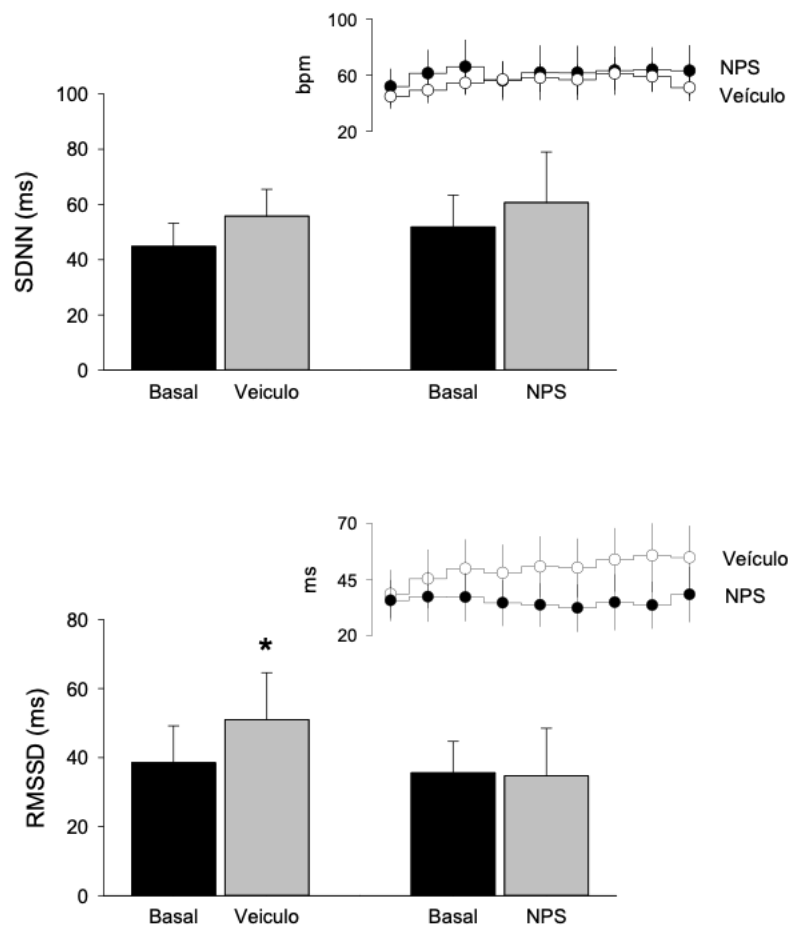 100
bpm
60
20
NPS
Veículo
SDNN (ms)
100
80
60
40
20
0
Basal
Veiculo
Basal
NPS
70
ms
45
20
Veículo
NPS
RMSSD (ms)
80
60
40
20
0
*
Basal
Veiculo
Basal
NPS